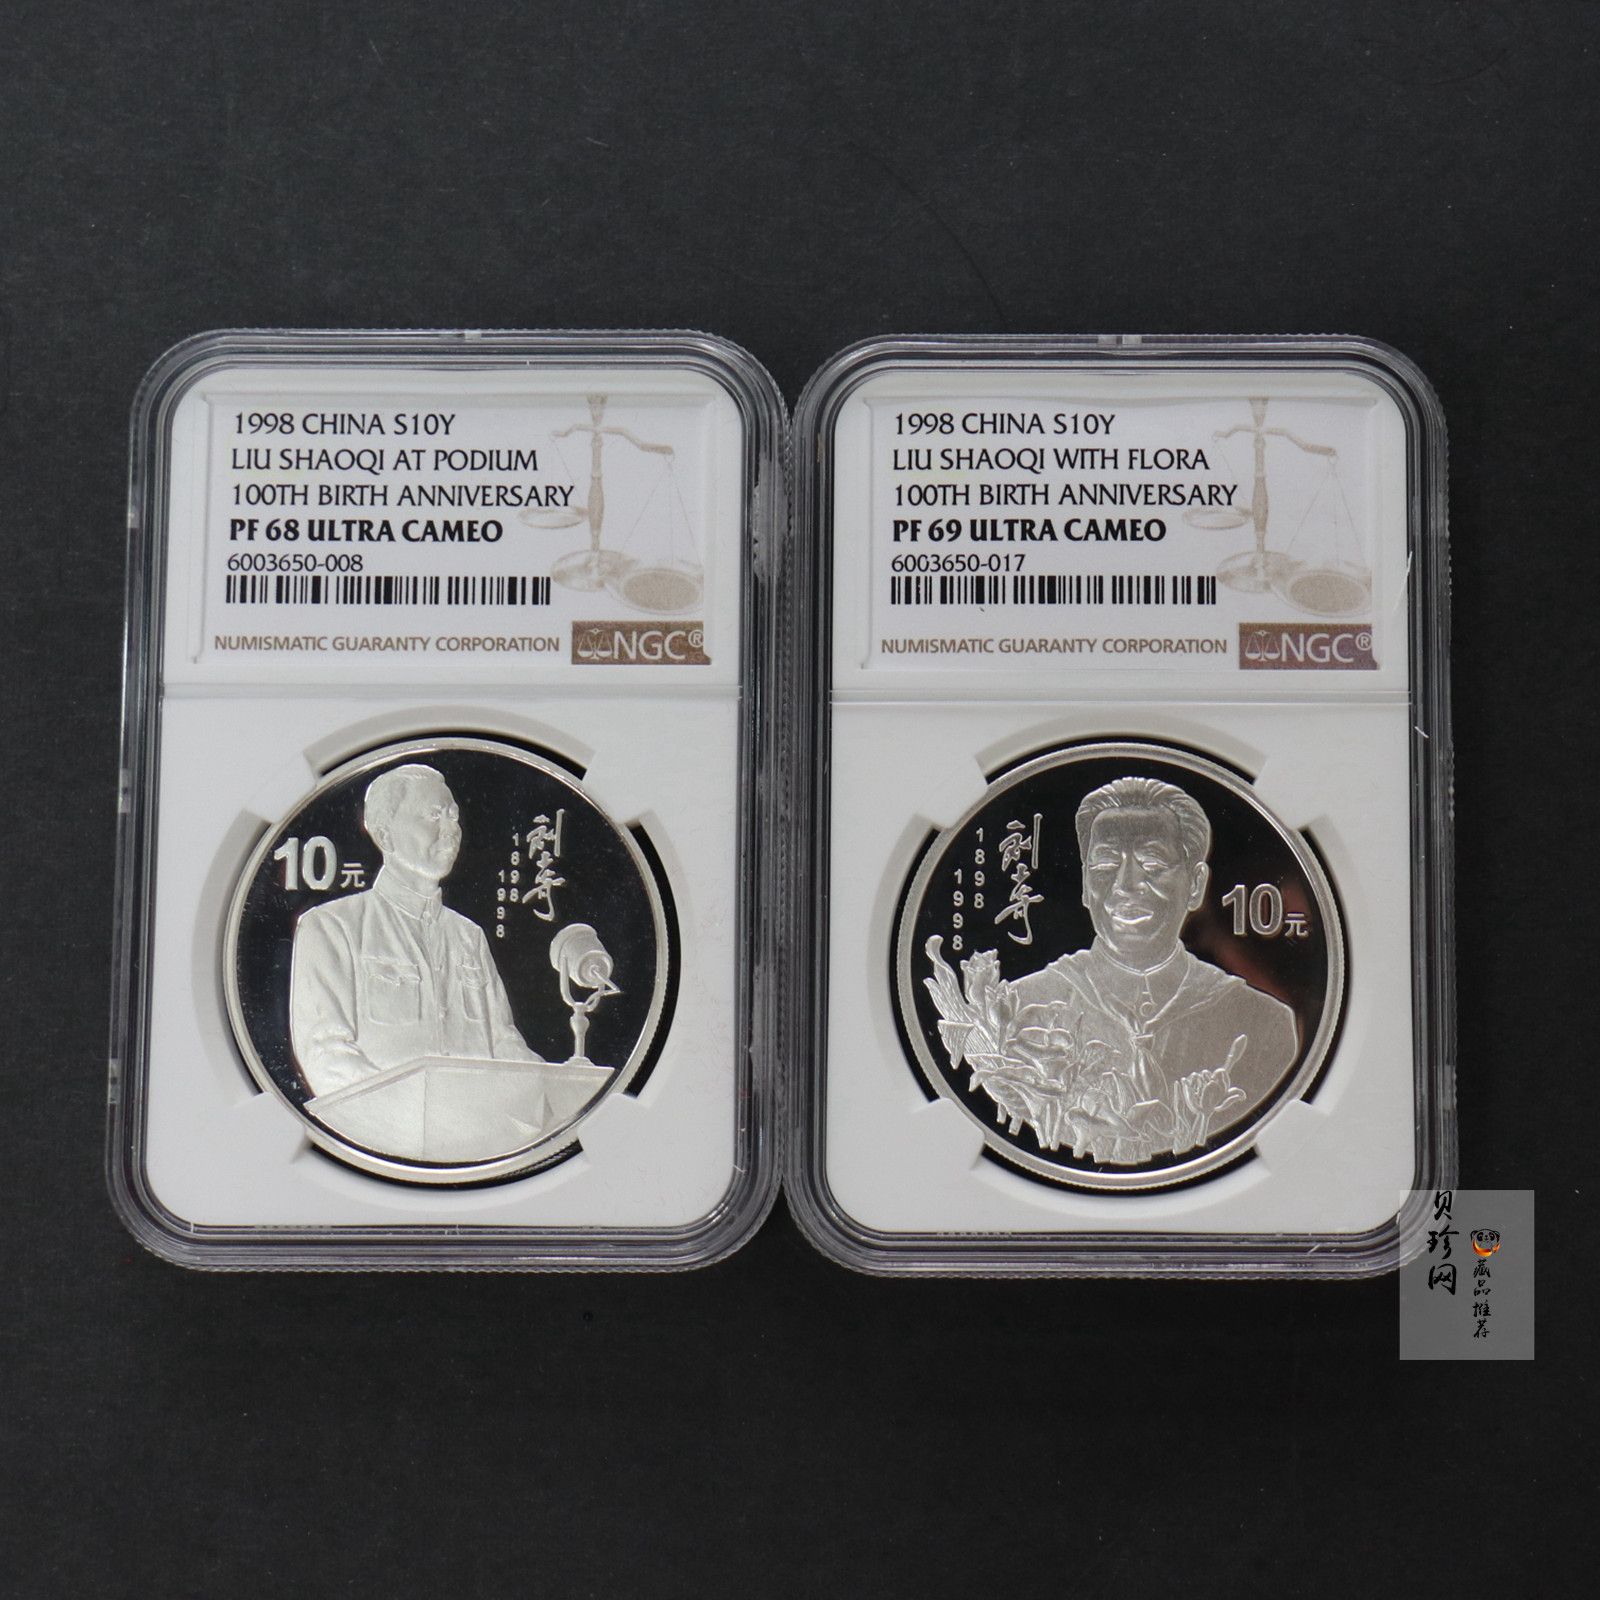 1998 CHINA S10Y
LIU SHAOQI AT PODIUM
100TH BIRTH ANNIVERSARY
PF 68 ULTRA CAMEO
6003650-008
NUMISMATIC GUARANTY CORPORATION
NGC®
10元
刘少奇
1898
1998
1998 CHINA S10Y
LIU SHAOQI WITH FLORA
100TH BIRTH ANNIVERSARY
PF 69 ULTRA CAMEO
6003650-017
NUMISMATIC GUARANTY CORPORATION
NGC®
刘少奇
1898
1998
10元
贝珍网
藏品推荐